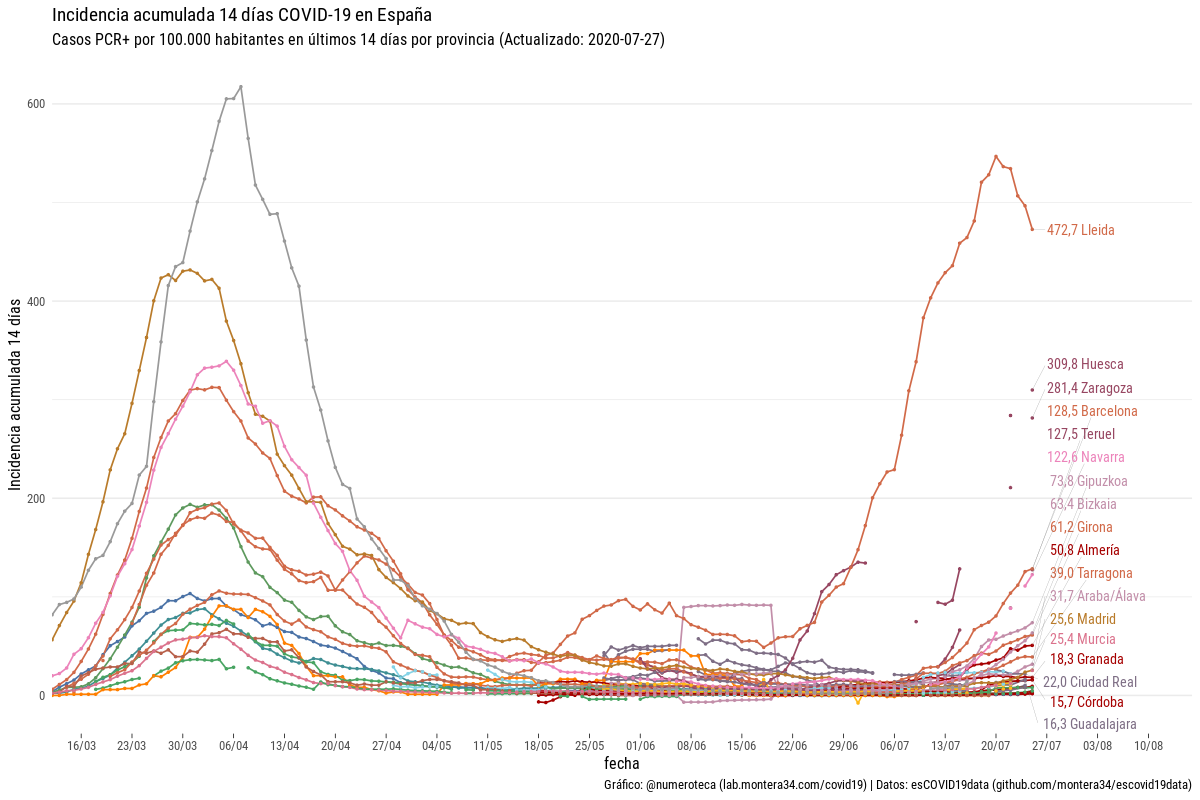 Incidencia acumulada 14 días COVID-19 en España
Casos PCR+ por 100.000 habitantes en últimos 14 días por provincia (Actualizado: 2020-07-27)
Incidencia acumulada 14 días
600
400
200
0
472,7 Lleida
309,8 Huesca
281,4 Zaragoza
128,5 Barcelona
127,5 Teruel
122,6 Navarra
73,8 Gipuzkoa
63,4 Bizkaia
61,2 Girona
50,8 Almería
39,0 Tarragona
31,7 Araba/Álava
25,6 Madrid
25,4 Murcia
18,3 Granada
22,0 Ciudad Real
15,7 Córdoba
16,3 Guadalajara
16/03 23/03 30/03 06/04 13/04 20/04 27/04 04/05 11/05 18/05 25/05 01/06 08/06 15/06 22/06 29/06 06/07 13/07 20/07 27/07 03/08 10/08
fecha
Gráfico: @numeroteca (lab.montera34.com/covid19) | Datos: esCOVID19data (github.com/montera34/escovid19data)